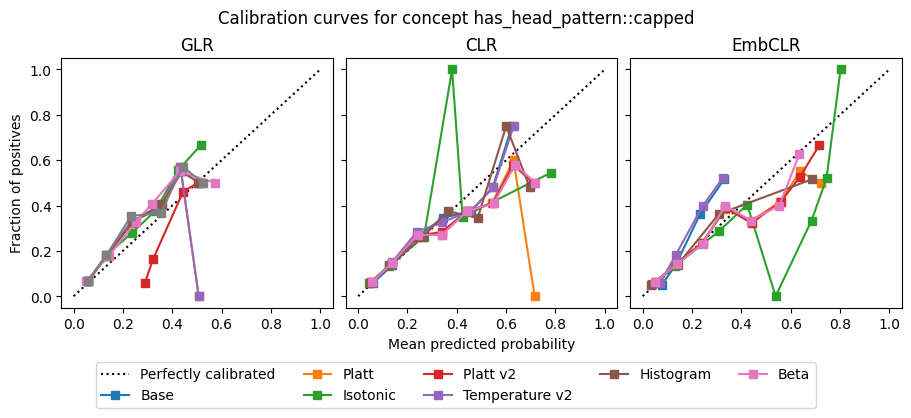 Calibration curves for concept has_head_pattern::capped
GLR
CLR
EmbCLR
Fraction of positives
1.0
0.8
0.6
0.4
0.2
0.0
0.0 0.2 0.4 0.6 0.8 1.0
0.0 0.2 0.4 0.6 0.8 1.0
0.0 0.2 0.4 0.6 0.8 1.0
Mean predicted probability
Perfectly calibrated Platt Platt v2 Histogram Beta
Base Isotonic Temperature v2